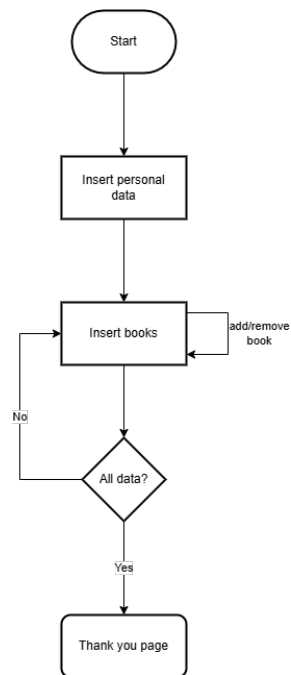 Start
Insert personal
data
Insert books
add/remove
book
No
All data?
Yes
Thank you page